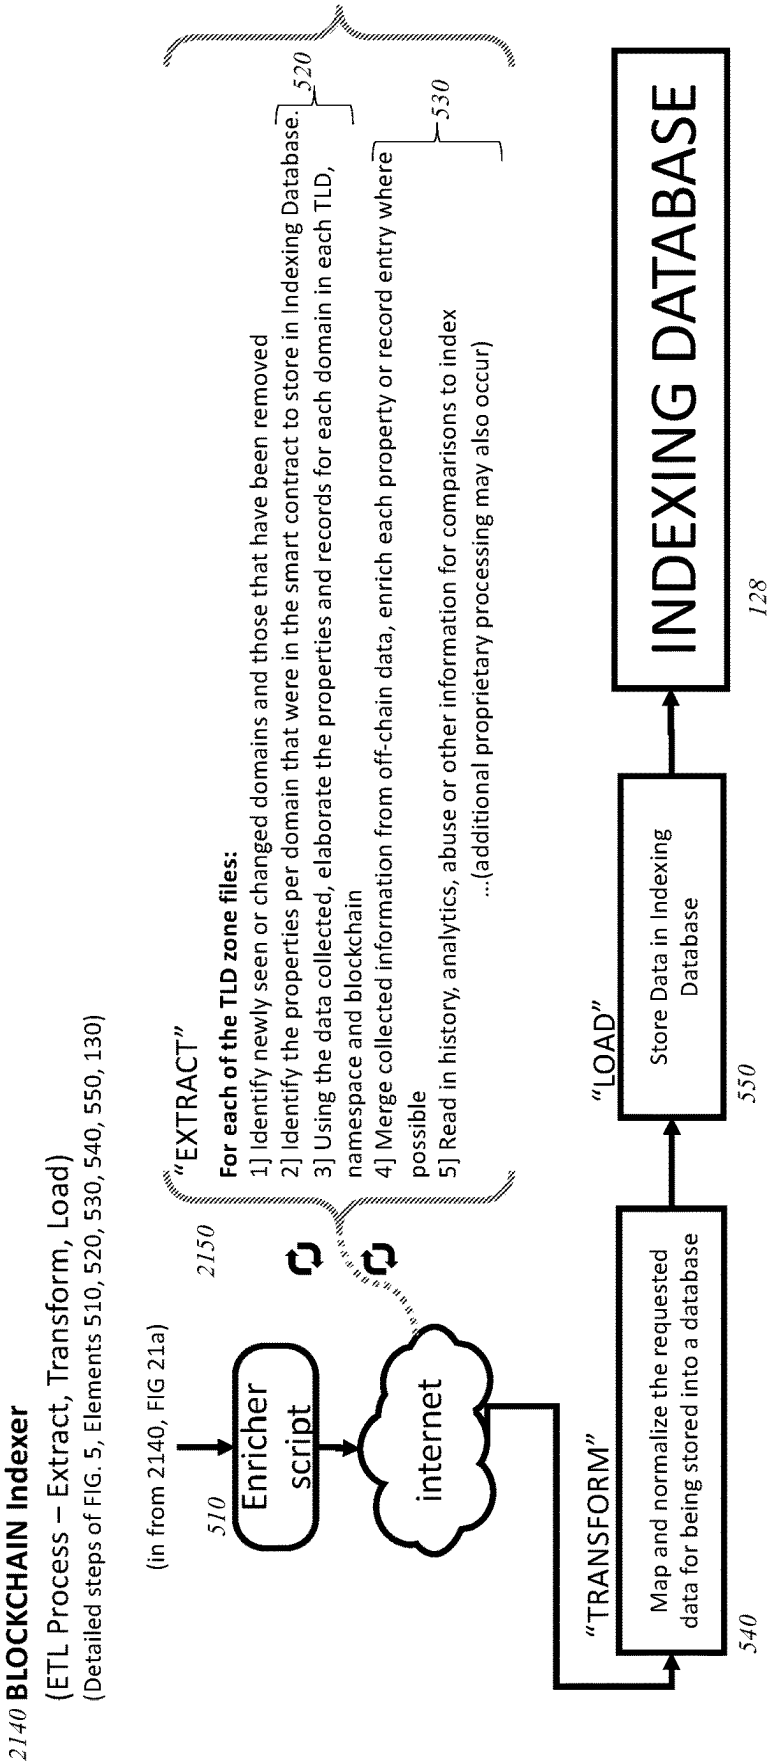 2140 BLOCKCHAIN Indexer
(ETL Process – Extract, Transform, Load)
(Detailed steps of FIG. 5, Elements 510, 520, 530, 540, 550, 130)
(in from 2140, FIG 21a)
510
Enricher
script
internet
2150
“EXTRACT”
For each of the TLD zone files:
1] Identify newly seen or changed domains and those that have been removed
2] Identify the properties per domain that were in the smart contract to store in Indexing Database.
3] Using the data collected, elaborate the properties and records for each domain in each TLD,
namespace and blockchain
4] Merge collected information from off-chain data, enrich each property or record entry where
possible
5] Read in history, analytics, abuse or other information for comparisons to index
...(additional proprietary processing may also occur)
520
530
“TRANSFORM”
Map and normalize the requested
data for being stored into a database
540
“LOAD”
Store Data in Indexing
Database
550
INDEXING DATABASE
128